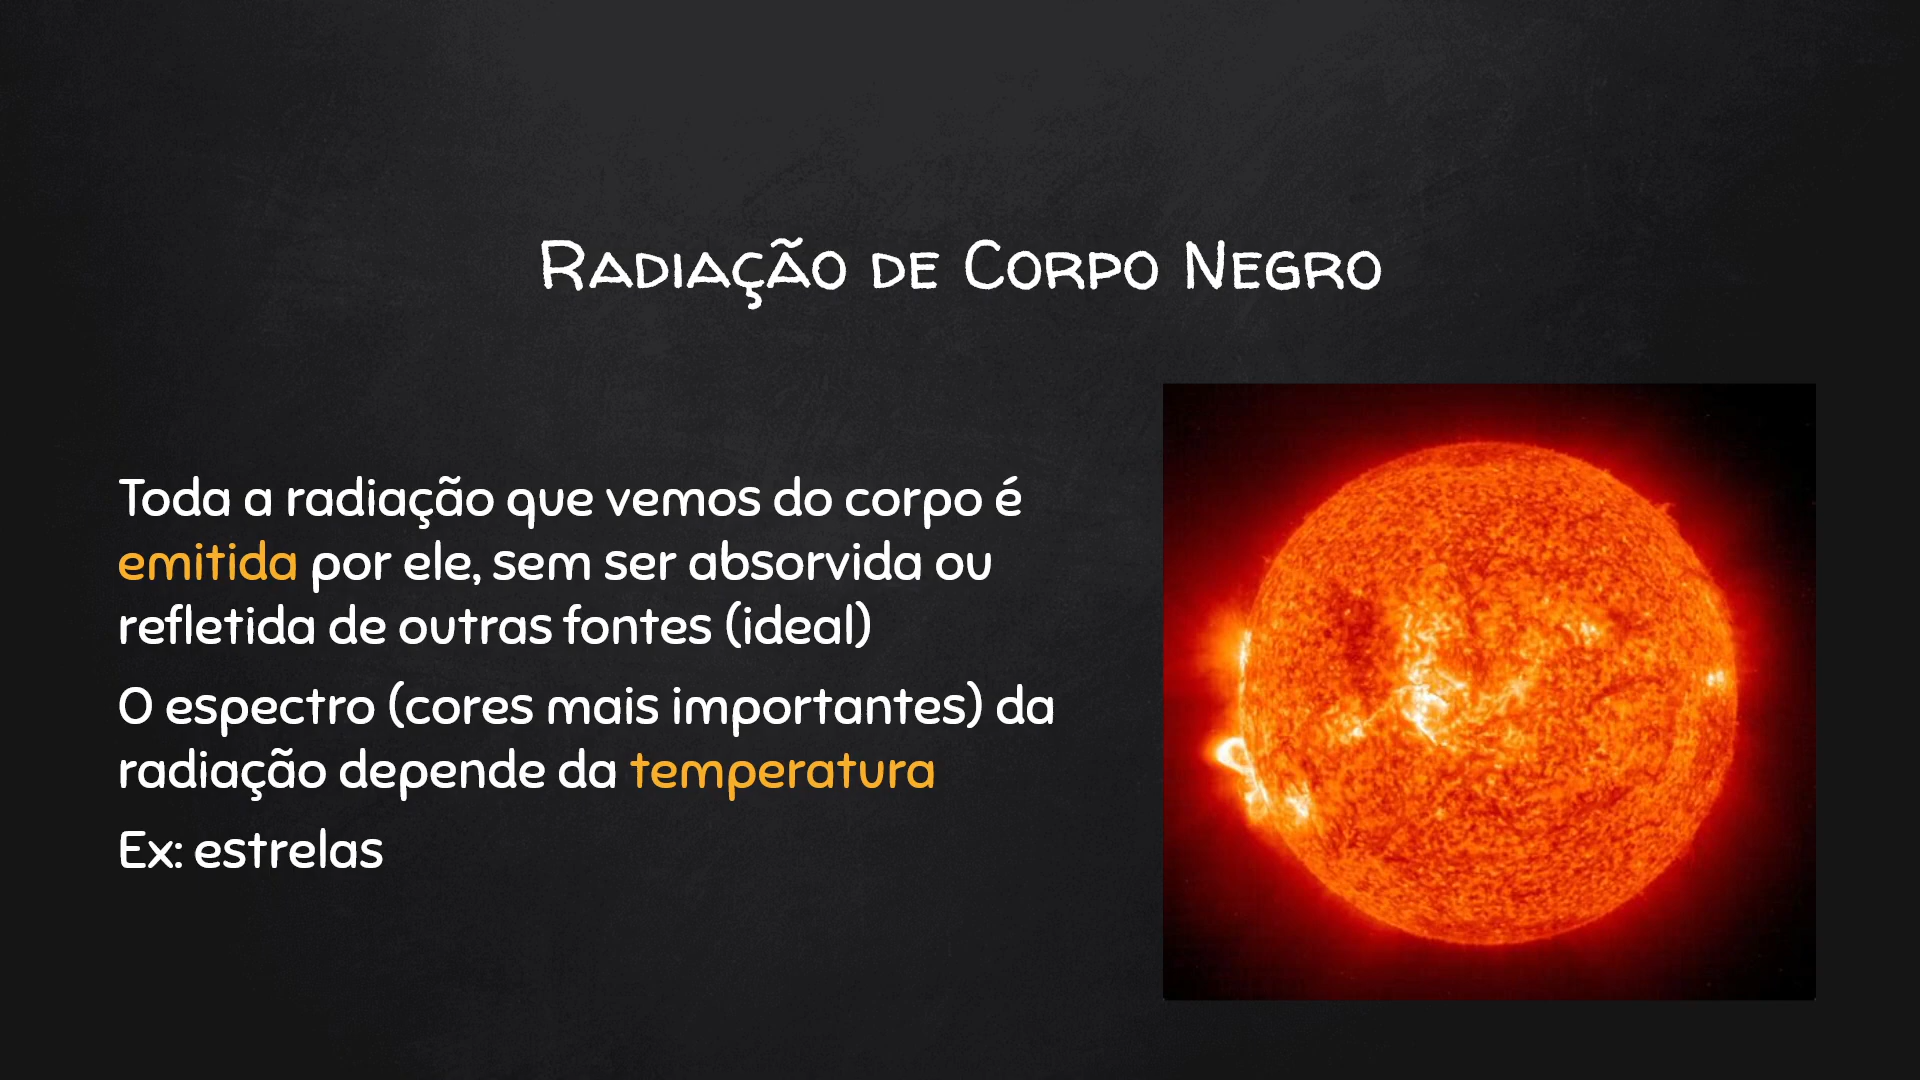 Radiação de Corpo Negro
Toda a radiação que vemos do corpo é
emitida por ele, sem ser absorvida ou
refletida de outras fontes (ideal)
O espectro (cores mais importantes) da
radiação depende da temperatura
Ex: estrelas